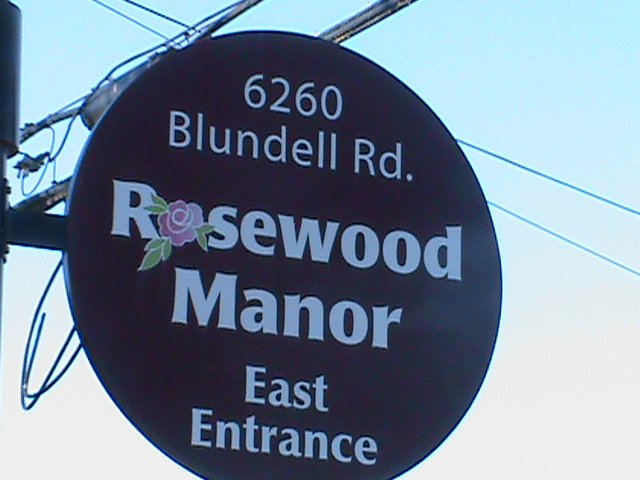 6260
Blundell Rd.
Rosewood
Manor
East
Entrance